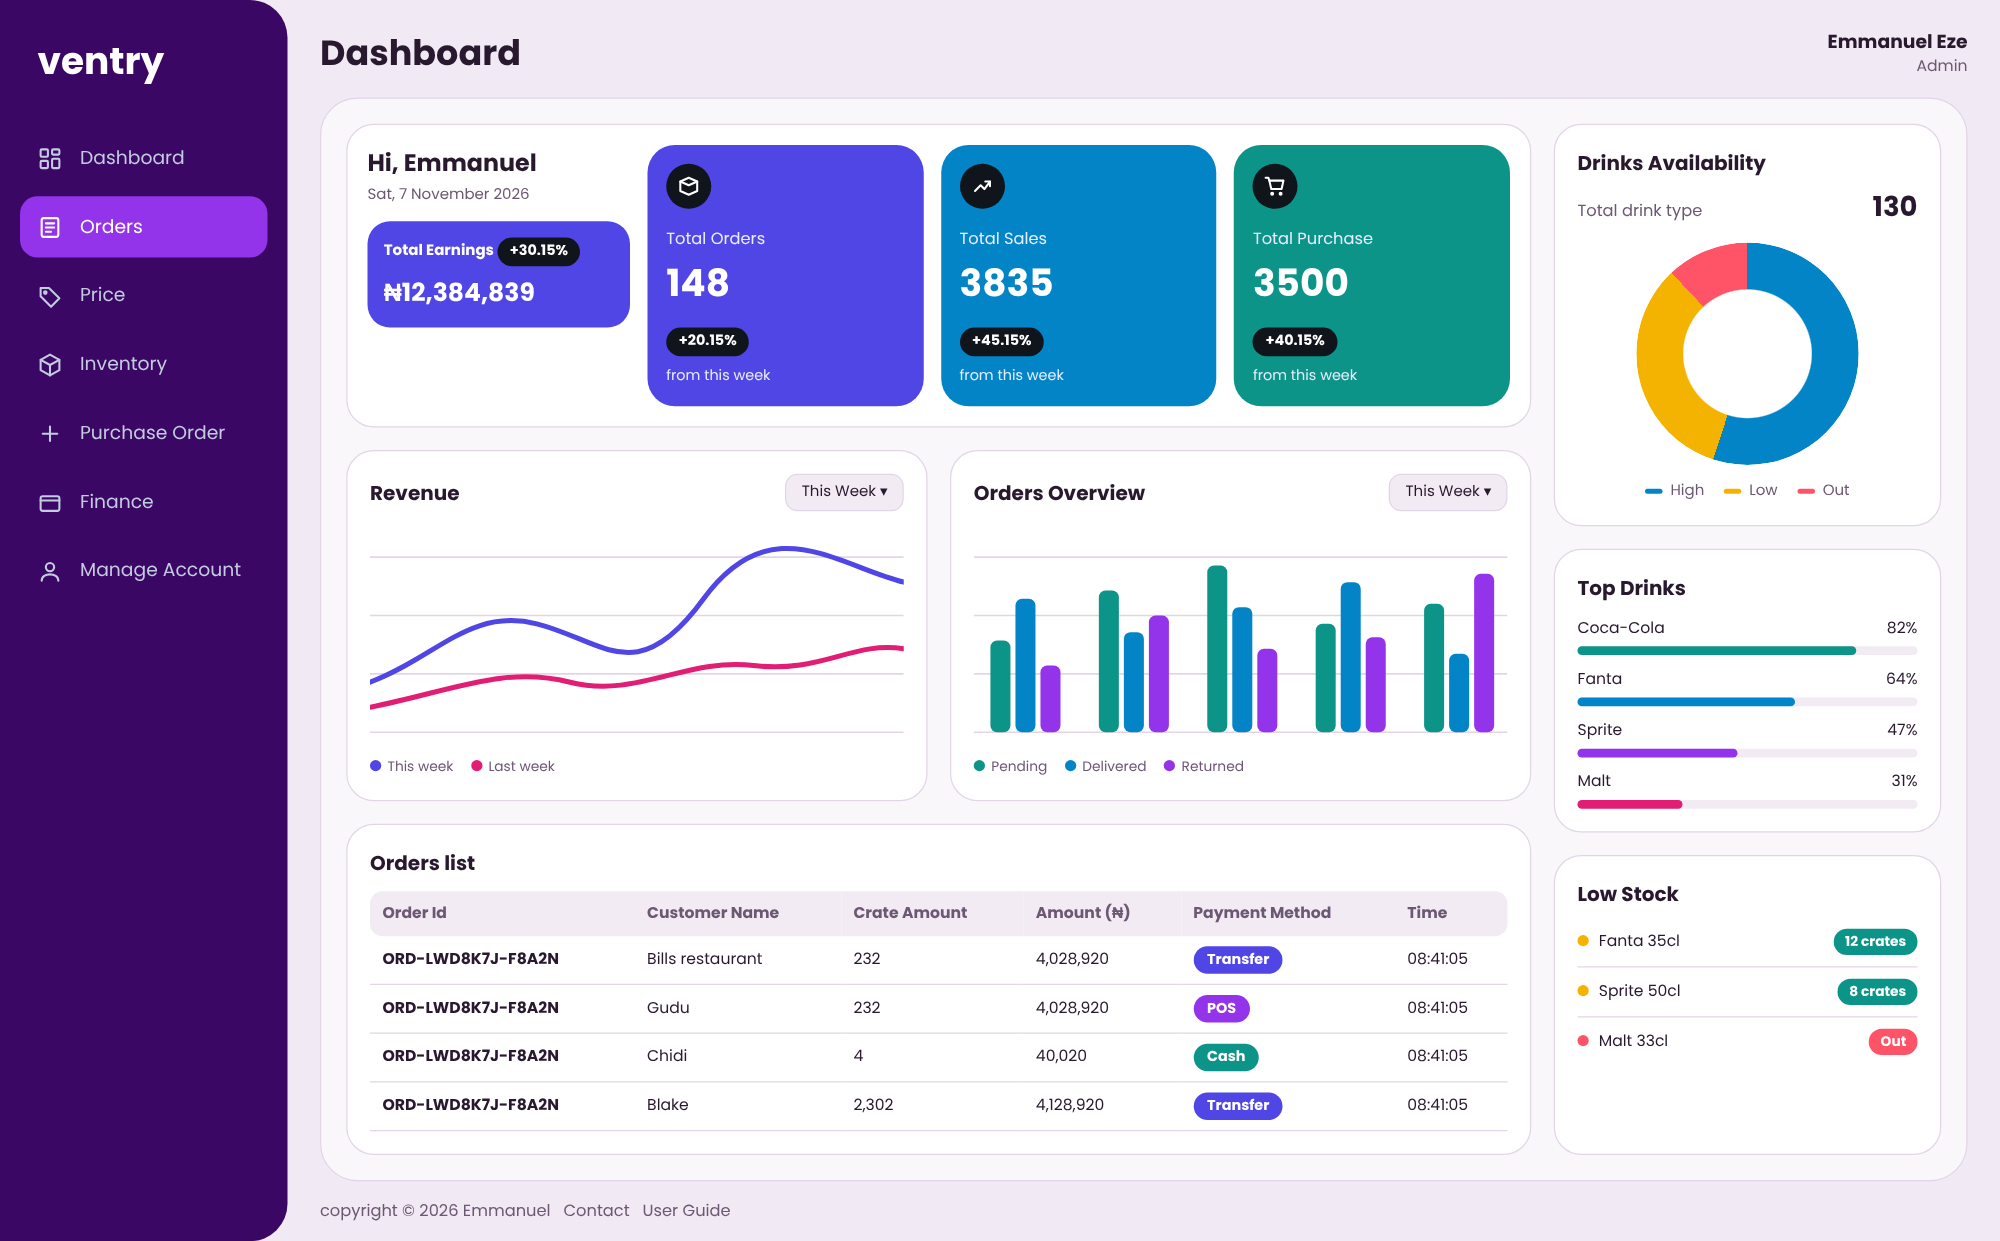 ventry
Dashboard
Orders
Price
Inventory
Purchase Order
Finance
Manage Account
Dashboard
Emmanuel Eze
Admin
Hi, Emmanuel
Sat, 7 November 2026
Total Earnings +30.15%
₦12,384,839
Total Orders
148
+20.15%
from this week
Total Sales
3835
+45.15%
from this week
Total Purchase
3500
+40.15%
from this week
Revenue
This Week ▾
This week Last week
Orders Overview
This Week ▾
Pending Delivered Returned
Orders list
Order Id Customer Name Crate Amount Amount (₦) Payment Method Time
ORD-LWD8K7J-F8A2N Bills restaurant 232 4,028,920 Transfer 08:41:05
ORD-LWD8K7J-F8A2N Gudu 232 4,028,920 POS 08:41:05
ORD-LWD8K7J-F8A2N Chidi 4 40,020 Cash 08:41:05
ORD-LWD8K7J-F8A2N Blake 2,302 4,128,920 Transfer 08:41:05
Drinks Availability
Total drink type 130
High Low Out
Top Drinks
Coca-Cola 82%
Fanta 64%
Sprite 47%
Malt 31%
Low Stock
Fanta 35cl 12 crates
Sprite 50cl 8 crates
Malt 33cl Out
copyright © 2026 Emmanuel Contact User Guide